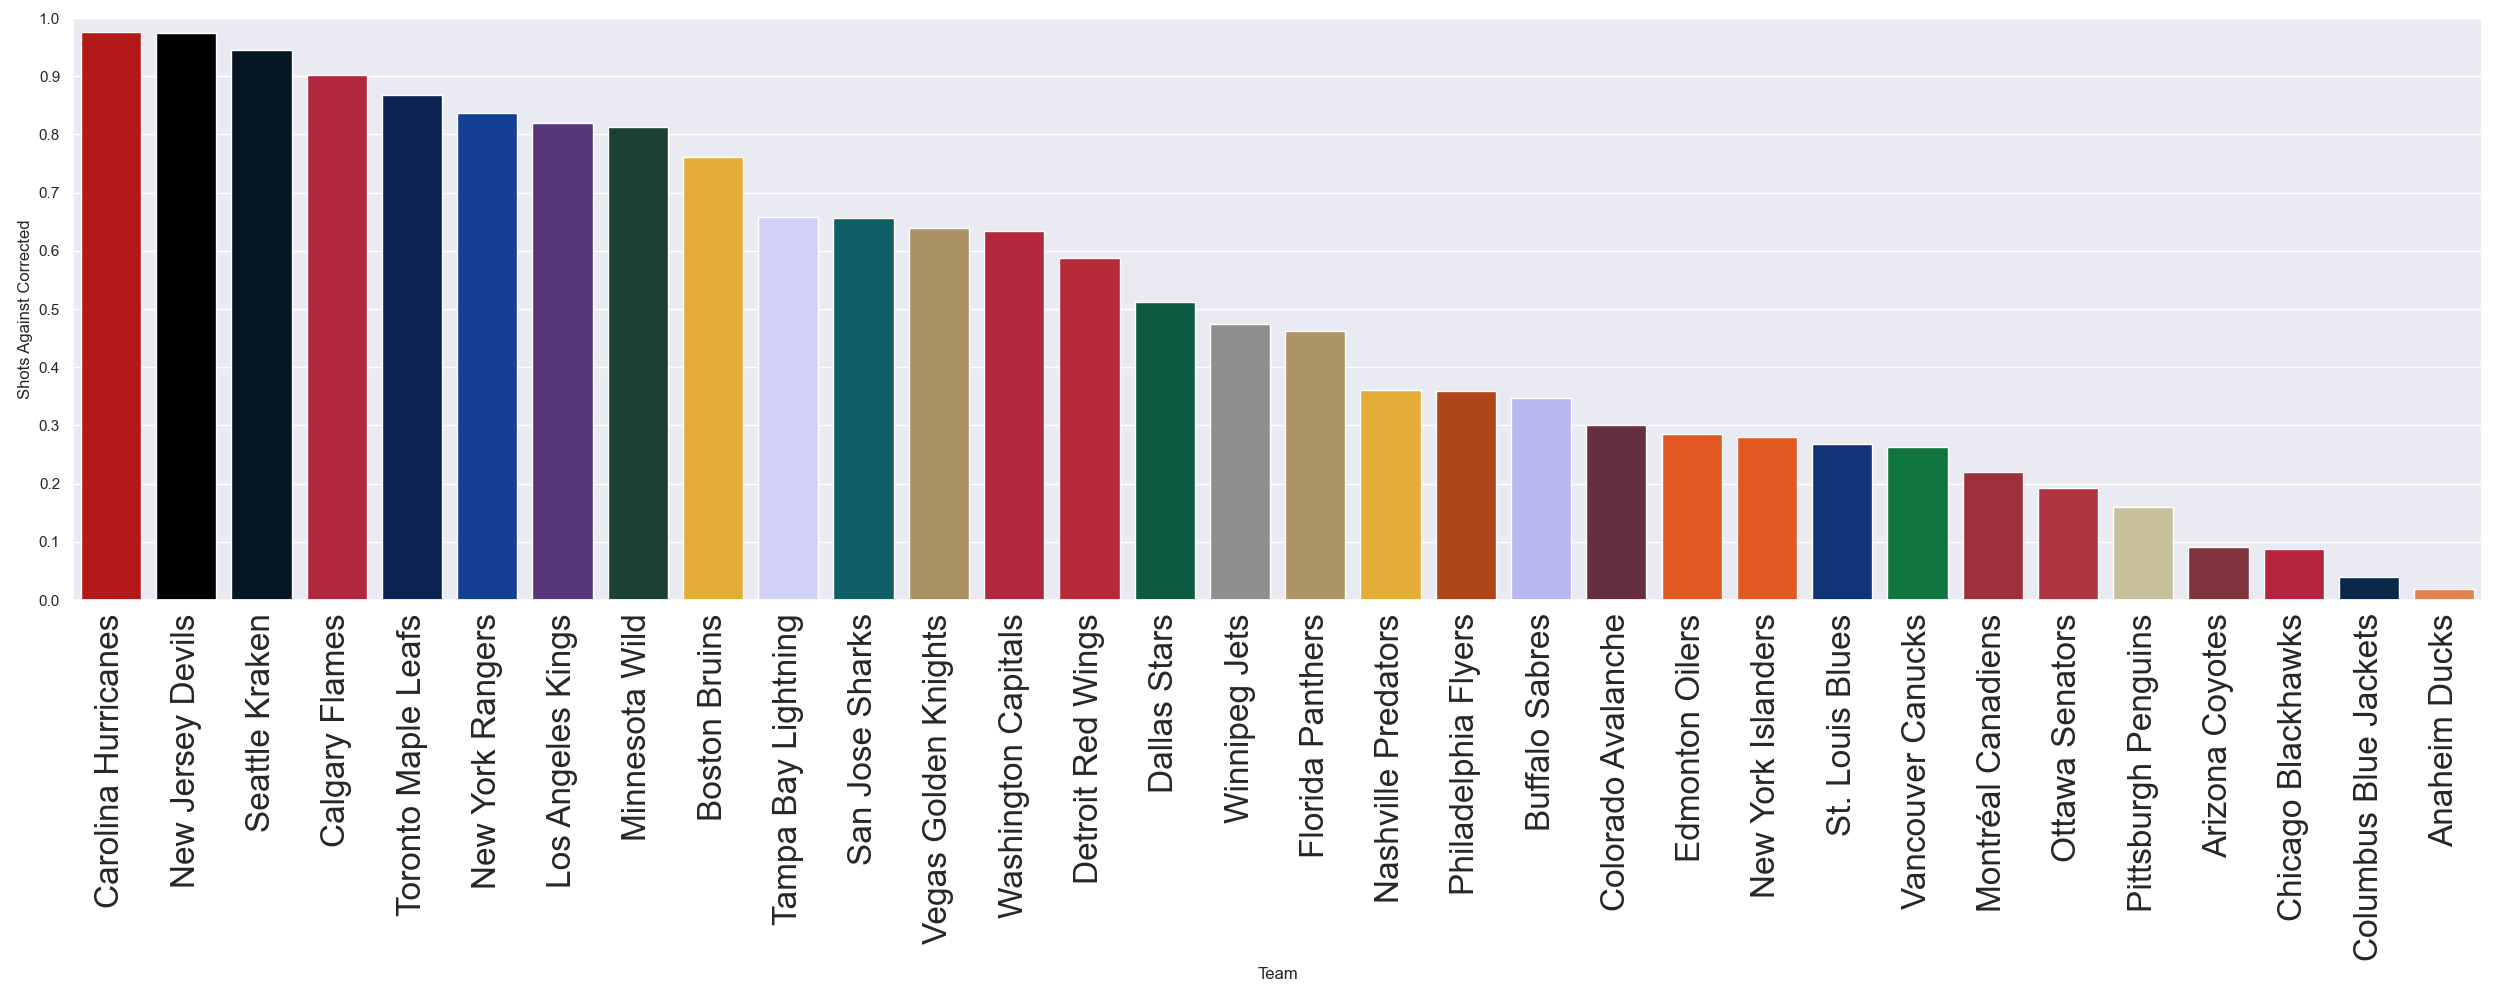 1.0
0.9
0.8
0.7
0.6
0.5
0.4
0.3
0.2
0.1
0.0
Shots Against Corrected
Carolina Hurricanes
New Jersey Devils
Seattle Kraken
Calgary Flames
Toronto Maple Leafs
New York Rangers
Los Angeles Kings
Minnesota Wild
Boston Bruins
Tampa Bay Lightning
San Jose Sharks
Vegas Golden Knights
Washington Capitals
Detroit Red Wings
Dallas Stars
Winnipeg Jets
Florida Panthers
Nashville Predators
Philadelphia Flyers
Buffalo Sabres
Colorado Avalanche
Edmonton Oilers
New York Islanders
St. Louis Blues
Vancouver Canucks
Montréal Canadiens
Ottawa Senators
Pittsburgh Penguins
Arizona Coyotes
Chicago Blackhawks
Columbus Blue Jackets
Anaheim Ducks
Team